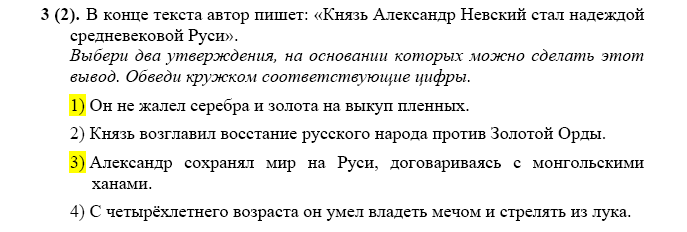 3 (2). В конце текста автор пишет: «Князь Александр Невский стал надеждой
средневековой Руси».
Выбери два утверждения, на основании которых можно сделать этот
вывод. Обведи кружком соответствующие цифры.
1) Он не жалел серебра и золота на выкуп пленных.
2) Князь возглавил восстание русского народа против Золотой Орды.
3) Александр сохранял мир на Руси, договариваясь с монгольскими
ханами.
4) С четырёхлетнего возраста он умел владеть мечом и стрелять из лука.